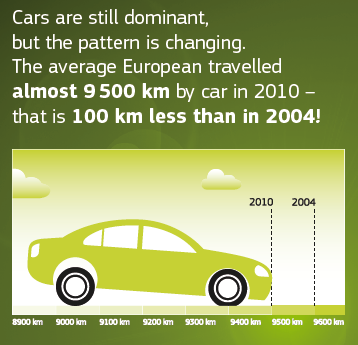 Cars are still dominant,
but the pattern is changing.
The average European travelled
almost 9 500 km by car in 2010 –
that is 100 km less than in 2004!
2010 2004
8900 km 9000 km 9100 km 9200 km 9300 km 9400 km 9500 km 9600 km